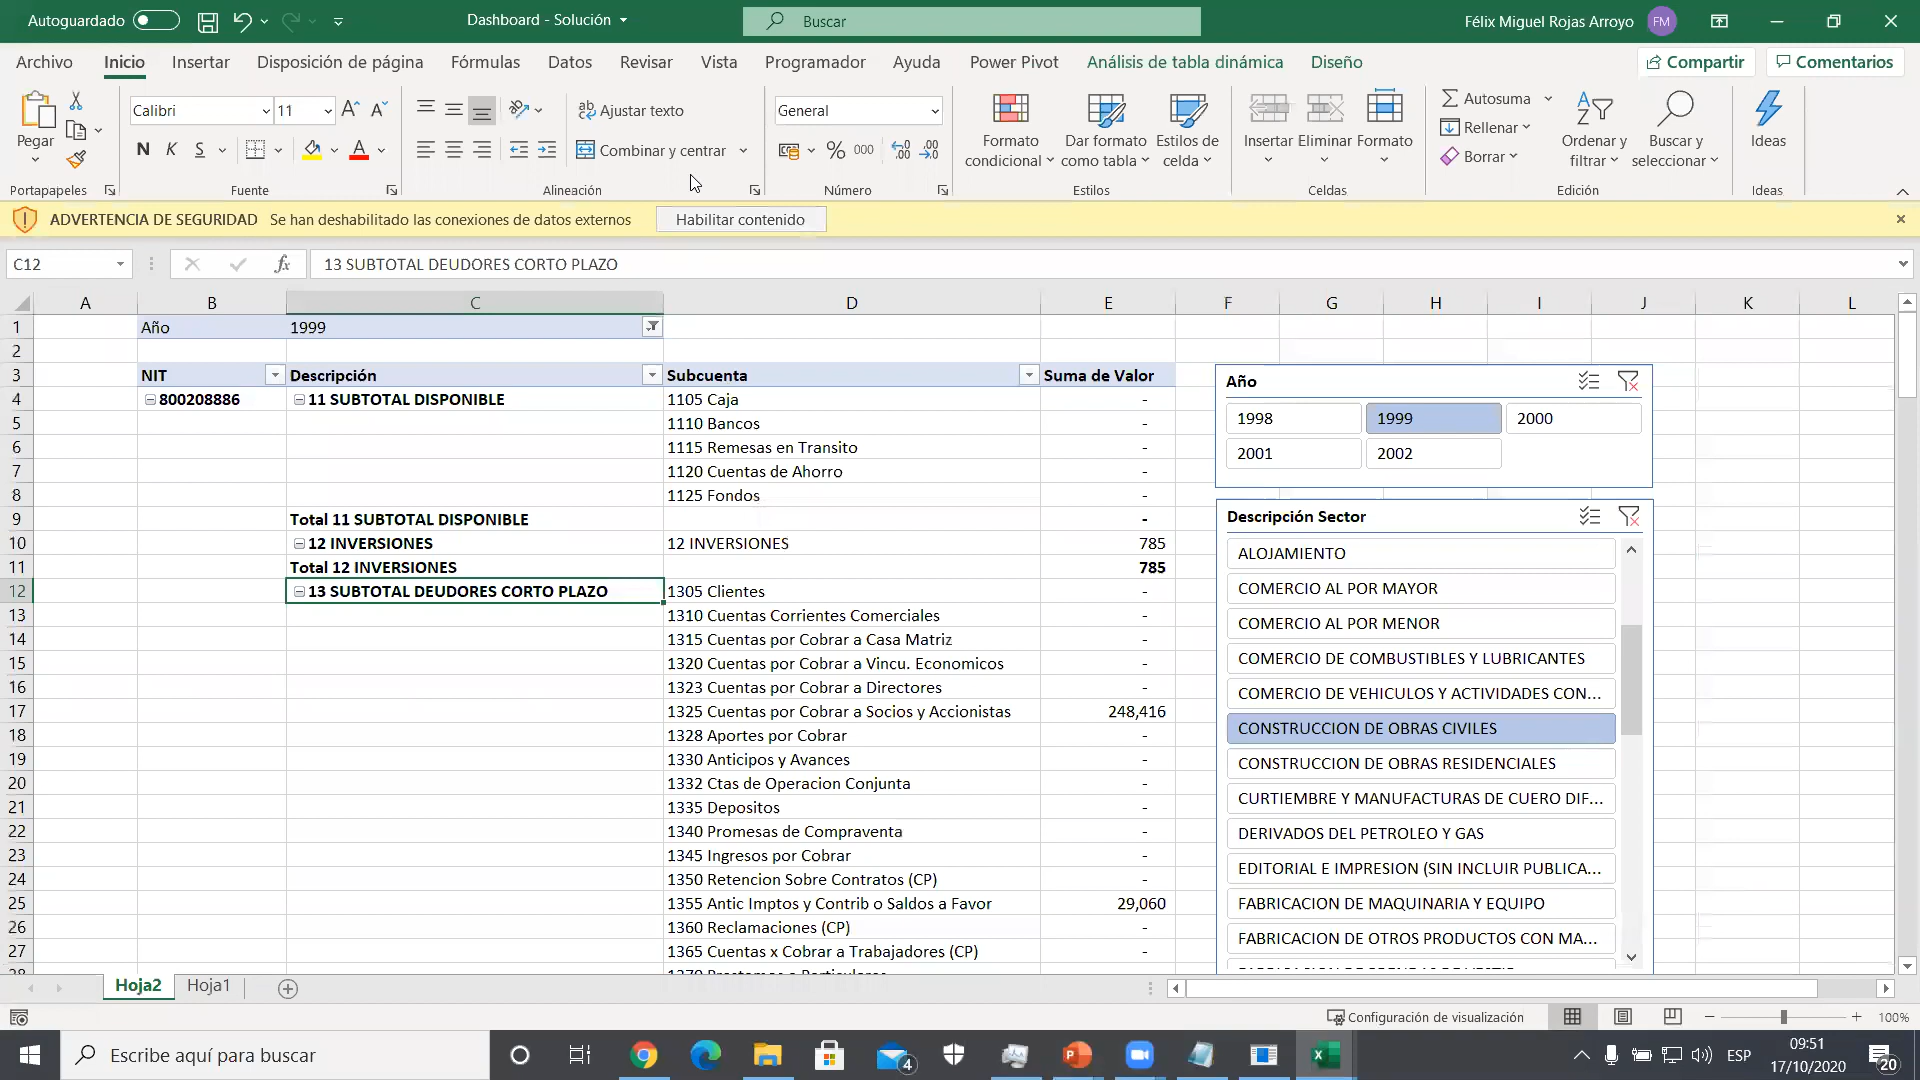 Autoguardado
Dashboard - Solución
Buscar
Félix Miguel Rojas Arroyo
FM
Archivo Inicio Insertar Disposición de página Fórmulas Datos Revisar Vista Programador Ayuda Power Pivot Análisis de tabla dinámica Diseño
Compartir
Comentarios
Pegar
Portapapeles
Calibri 11
N K S
Fuente
Ajustar texto
Combinar y centrar
Alineación
General
% 000
Número
Formato condicional
Dar formato como tabla
Estilos de celda
Estilos
Insertar Eliminar Formato
Celdas
Autosuma
Rellenar
Borrar
Ordenar y filtrar
Buscar y seleccionar
Edición
Ideas
Ideas
ADVERTENCIA DE SEGURIDAD Se han deshabilitado las conexiones de datos externos Habilitar contenido
C12 fx 13 SUBTOTAL DEUDORES CORTO PLAZO
A B C D E F G H I J K L
1 Año 1999
2
3 NIT Descripción Subcuenta Suma de Valor
4 800208886 11 SUBTOTAL DISPONIBLE 1105 Caja -
5 1110 Bancos -
6 1115 Remesas en Transito -
7 1120 Cuentas de Ahorro -
8 1125 Fondos -
9 Total 11 SUBTOTAL DISPONIBLE -
10 12 INVERSIONES 12 INVERSIONES 785
11 Total 12 INVERSIONES 785
12 13 SUBTOTAL DEUDORES CORTO PLAZO 1305 Clientes -
13 1310 Cuentas Corrientes Comerciales -
14 1315 Cuentas por Cobrar a Casa Matriz -
15 1320 Cuentas por Cobrar a Vincu. Economicos -
16 1323 Cuentas por Cobrar a Directores -
17 1325 Cuentas por Cobrar a Socios y Accionistas 248,416
18 1328 Aportes por Cobrar -
19 1330 Anticipos y Avances -
20 1332 Ctas de Operacion Conjunta -
21 1335 Depositos -
22 1340 Promesas de Compraventa -
23 1345 Ingresos por Cobrar -
24 1350 Retencion Sobre Contratos (CP) -
25 1355 Antic Imptos y Contrib o Saldos a Favor 29,060
26 1360 Reclamaciones (CP) -
27 1365 Cuentas x Cobrar a Trabajadores (CP) -
Año
1998 1999 2000
2001 2002
Descripción Sector
ALOJAMIENTO
COMERCIO AL POR MAYOR
COMERCIO AL POR MENOR
COMERCIO DE COMBUSTIBLES Y LUBRICANTES
COMERCIO DE VEHICULOS Y ACTIVIDADES CON...
CONSTRUCCION DE OBRAS CIVILES
CONSTRUCCION DE OBRAS RESIDENCIALES
CURTIEMBRE Y MANUFACTURAS DE CUERO DIF...
DERIVADOS DEL PETROLEO Y GAS
EDITORIAL E IMPRESION (SIN INCLUIR PUBLICA...
FABRICACION DE MAQUINARIA Y EQUIPO
FABRICACION DE OTROS PRODUCTOS CON MA...
Hoja2 Hoja1
Configuración de visualización
100%
Escribe aquí para buscar
4
ESP
09:51
17/10/2020
20